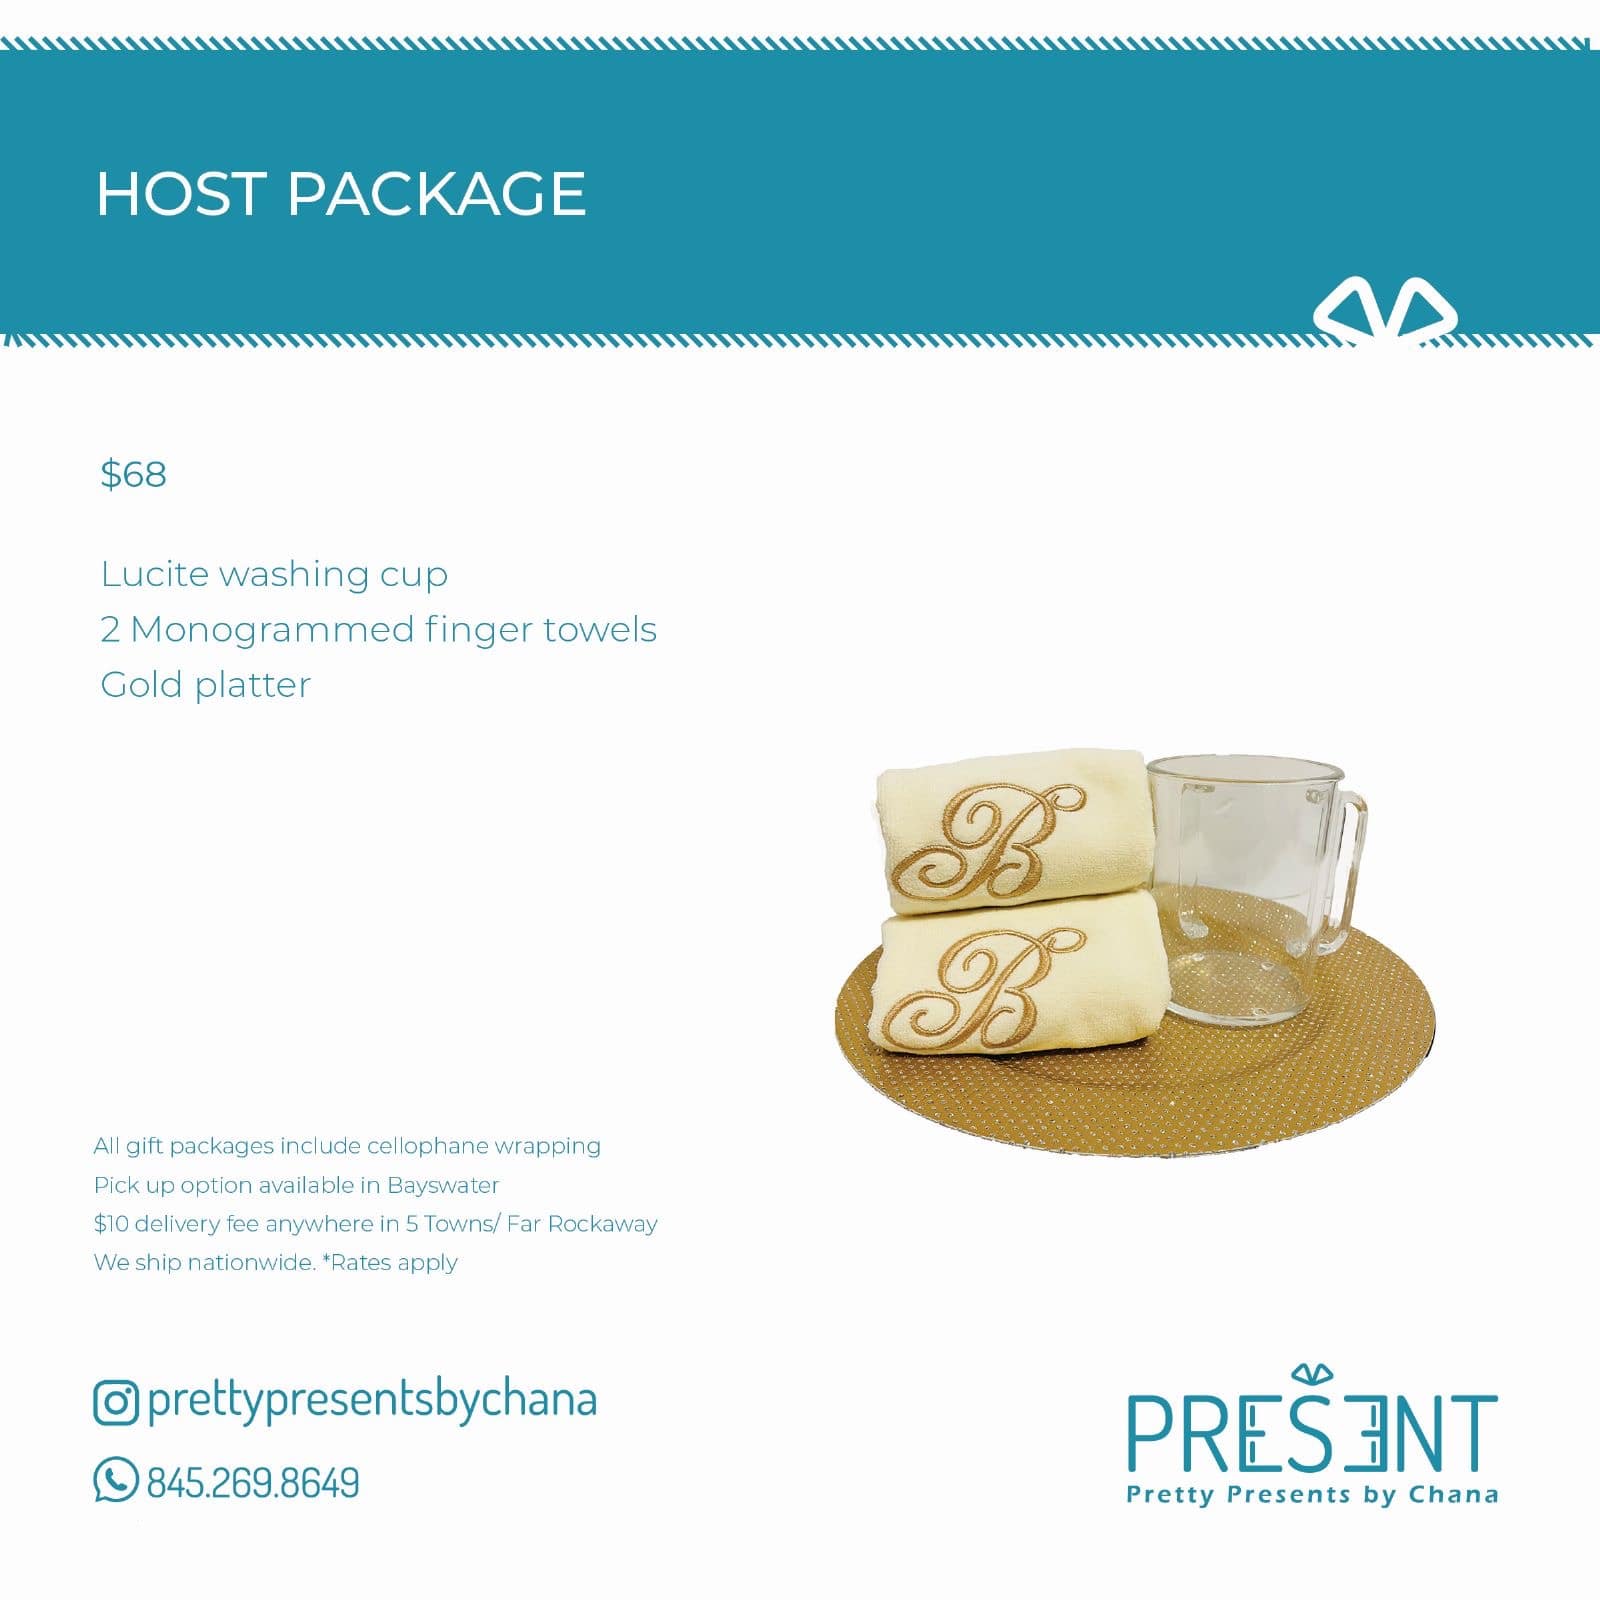 HOST PACKAGE
$68
Lucite washing cup
2 Monogrammed finger towels
Gold platter
B
B
All gift packages include cellophane wrapping
Pick up option available in Bayswater
$10 delivery fee anywhere in 5 Towns/ Far Rockaway
We ship nationwide. *Rates apply
prettypresentsbychana
845.269.8649
PRESENT
Pretty Presents by Chana